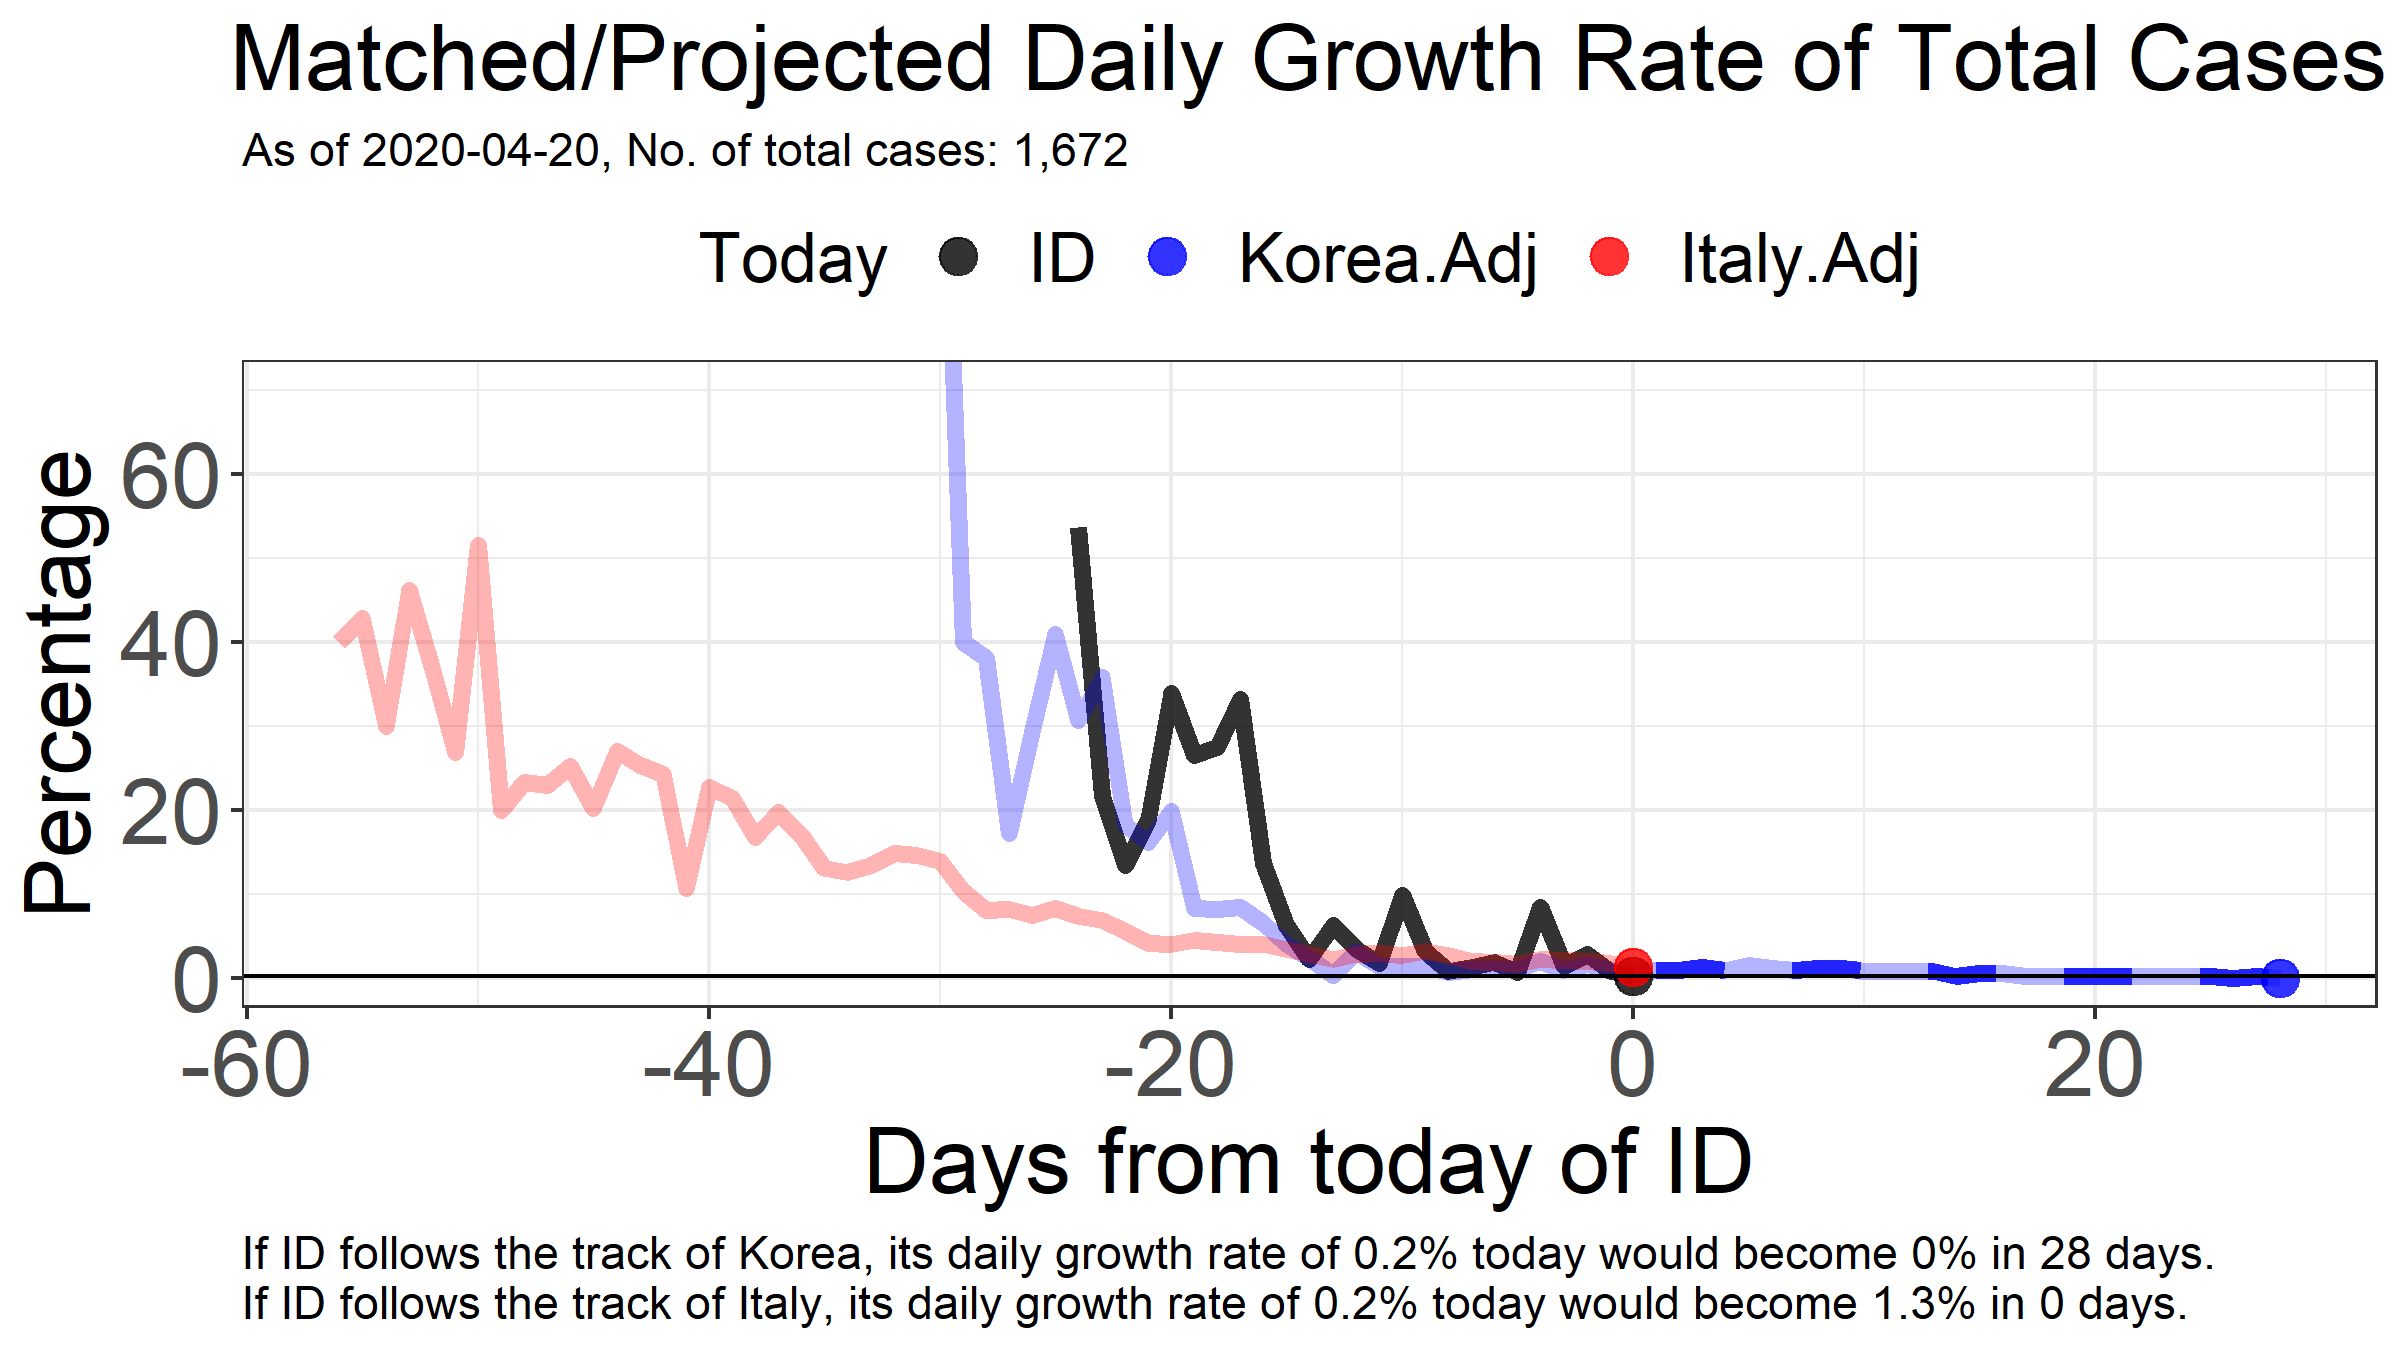 Matched/Projected Daily Growth Rate of Total Cases
As of 2020-04-20, No. of total cases: 1,672
Today ID Korea.Adj Italy.Adj
Percentage
60
40
20
0
-60 -40 -20 0 20
Days from today of ID
If ID follows the track of Korea, its daily growth rate of 0.2% today would become 0% in 28 days.
If ID follows the track of Italy, its daily growth rate of 0.2% today would become 1.3% in 0 days.